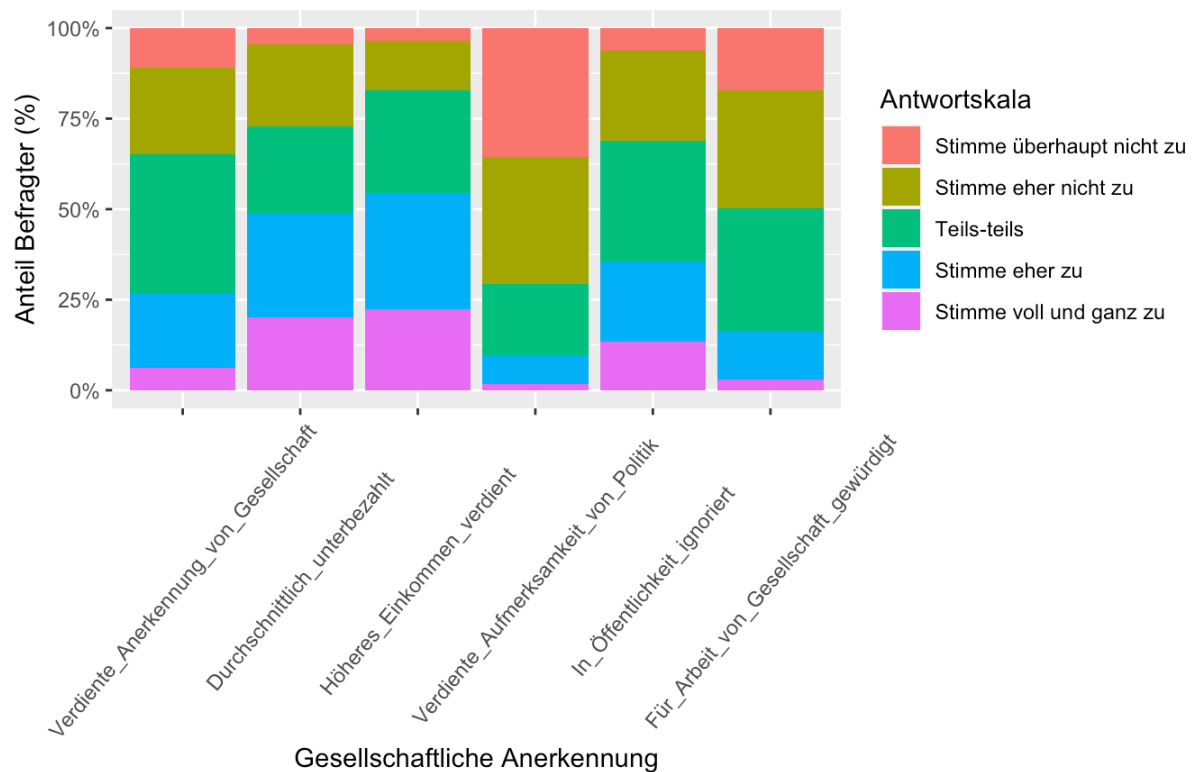 100%
75%
50%
25%
0%
Anteil Befragter (%)
Verdiente_Anerkennung_von_Gesellschaft
Durchschnittlich_unterbezahlt
Höheres_Einkommen_verdient
Verdiente_Aufmerksamkeit_von_Politik
In_Öffentlichkeit_ignoriert
Für_Arbeit_von_Gesellschaft_gewürdigt
Gesellschaftliche Anerkennung
Antwortskala
Stimme überhaupt nicht zu
Stimme eher nicht zu
Teils-teils
Stimme eher zu
Stimme voll und ganz zu